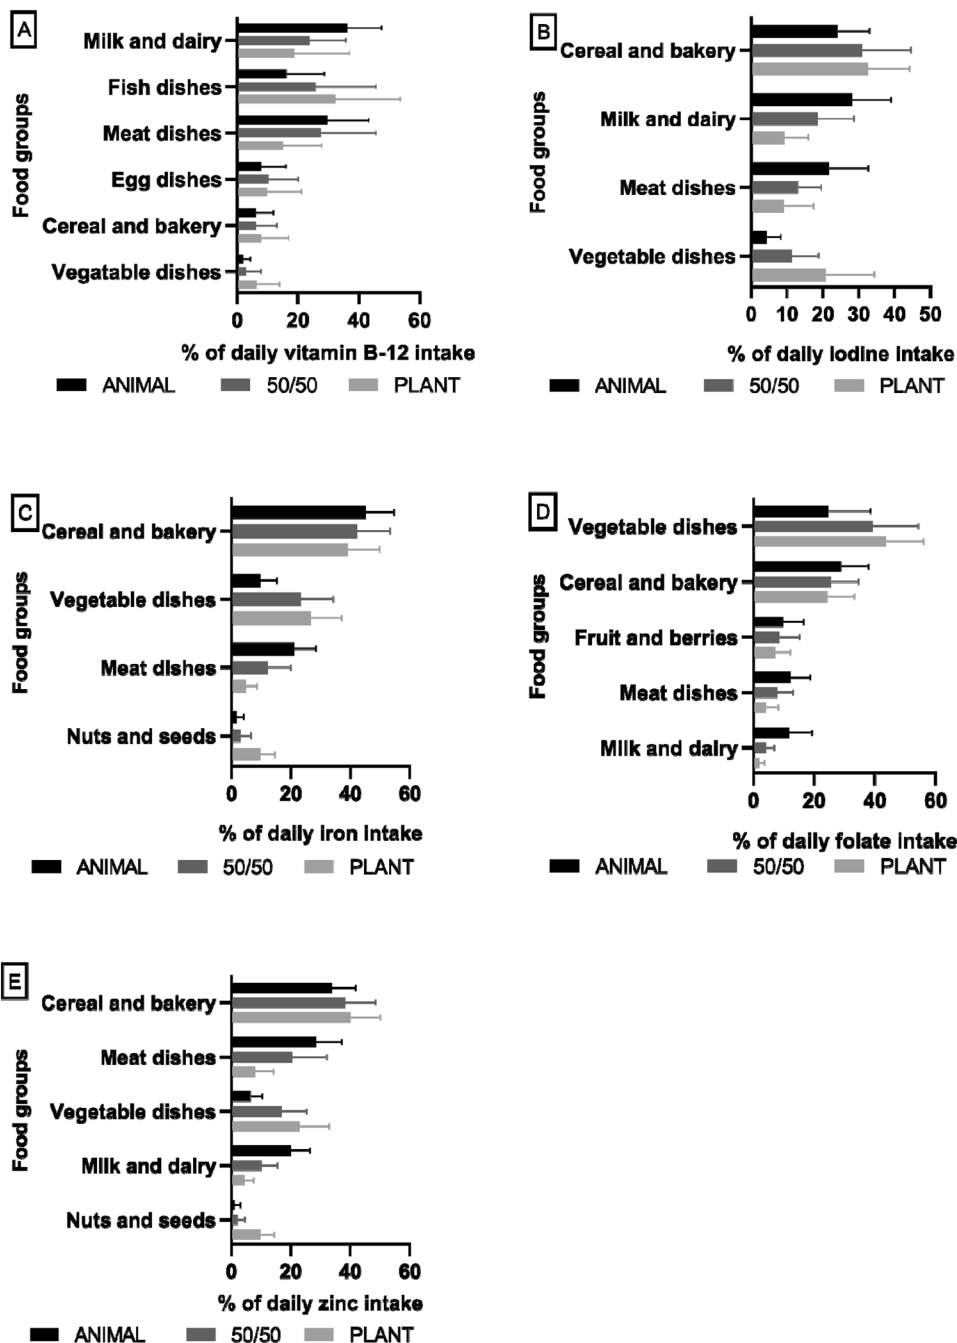 A
Food groups
Milk and dairy
Fish dishes
Meat dishes
Egg dishes
Cereal and bakery
Vegatable dishes
0 20 40 60
% of daily vitamin B-12 intake
ANIMAL 50/50 PLANT
B
Food groups
Cereal and bakery
Milk and dairy
Meat dishes
Vegetable dishes
0 10 20 30 40 50
% of daily iodine intake
ANIMAL 50/50 PLANT
C
Food groups
Cereal and bakery
Vegetable dishes
Meat dishes
Nuts and seeds
0 20 40 60
% of daily iron intake
ANIMAL 50/50 PLANT
D
Food groups
Vegetable dishes
Cereal and bakery
Fruit and berries
Meat dishes
Milk and dairy
0 20 40 60
% of daily folate intake
ANIMAL 50/50 PLANT
E
Food groups
Cereal and bakery
Meat dishes
Vegetable dishes
Milk and dairy
Nuts and seeds
0 20 40 60
% of daily zinc intake
ANIMAL 50/50 PLANT